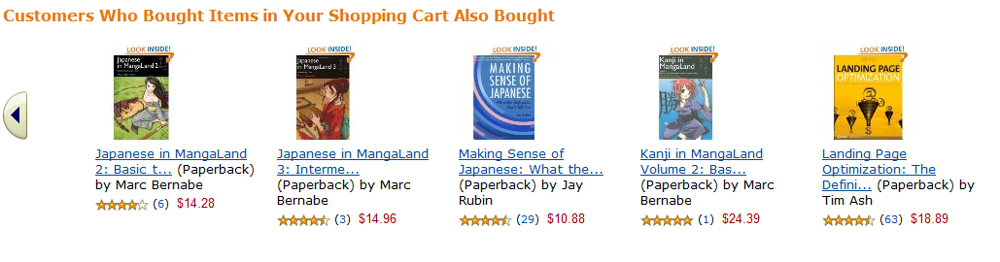 Customers Who Bought Items in Your Shopping Cart Also Bought
LOOK INSIDE!
Japanese in MangaLand 2
Japanese in MangaLand
2: Basic t... (Paperback)
by Marc Bernabe
(6) $14.28
LOOK INSIDE!
Japanese in MangaLand 3
Japanese in MangaLand
3: Interme...
(Paperback) by Marc
Bernabe
(3) $14.96
LOOK INSIDE!
MAKING
SENSE OF
JAPANESE
Making Sense of
Japanese: What the...
(Paperback) by Jay
Rubin
(29) $10.88
LOOK INSIDE!
Kanji in
MangaLand
勝
Kanji in MangaLand
Volume 2: Bas...
(Paperback) by Marc
Bernabe
(1) $24.39
LOOK INSIDE!
LANDING PAGE
OPTIMIZATION
Landing Page
Optimization: The
Defini... (Paperback) by
Tim Ash
(63) $18.89